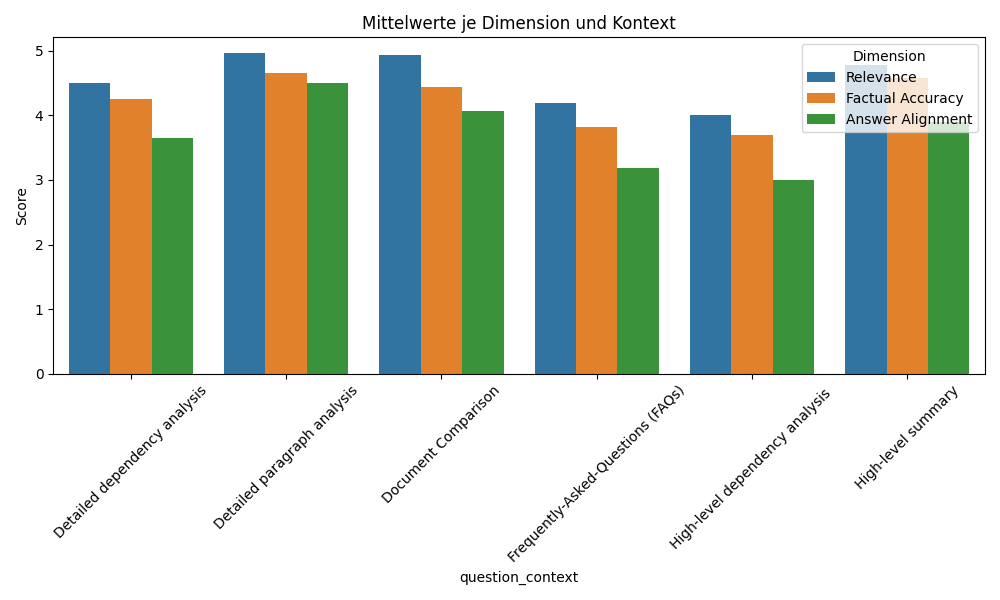 Mittelwerte je Dimension und Kontext
Dimension
Relevance
Factual Accuracy
Answer Alignment
Score
5
4
3
2
1
0
Detailed dependency analysis
Detailed paragraph analysis
Document Comparison
Frequently-Asked-Questions (FAQs)
High-level dependency analysis
High-level summary
question_context